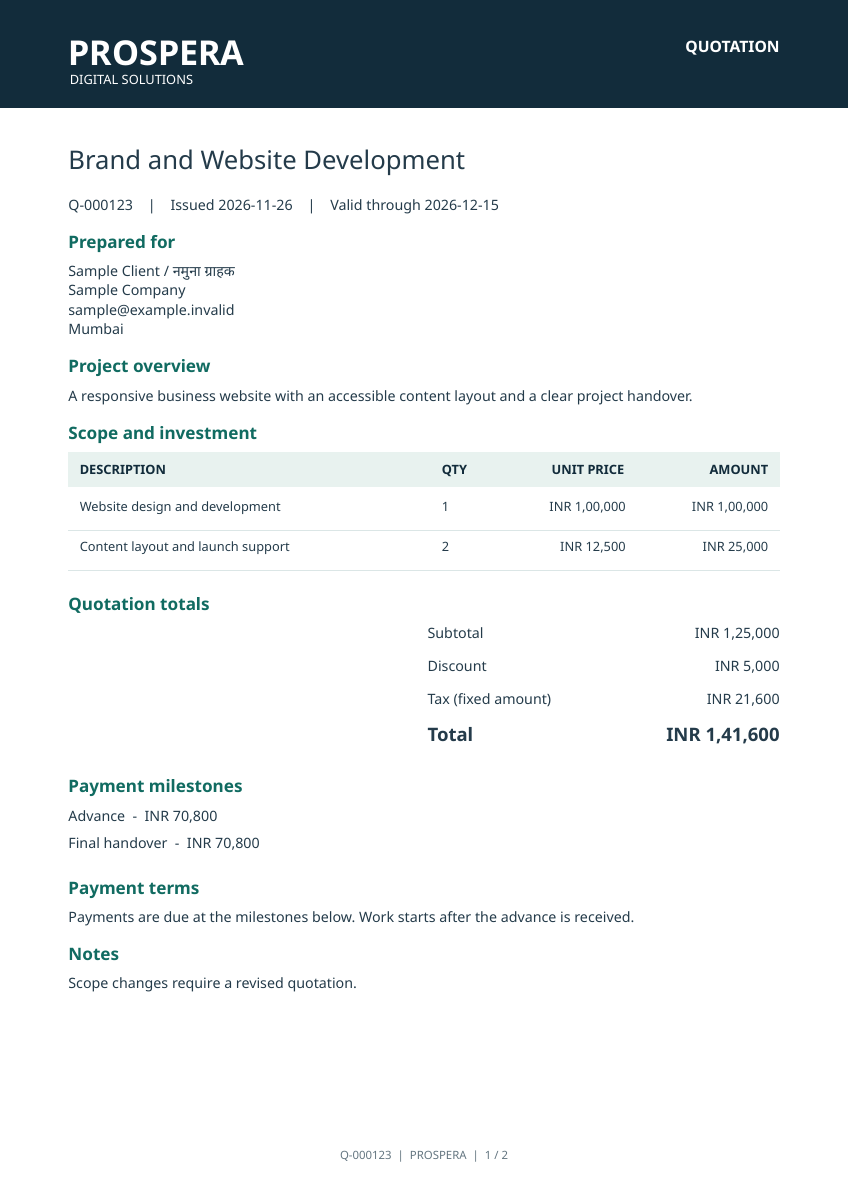 PROSPERA
DIGITAL SOLUTIONS
QUOTATION
Brand and Website Development
Q-000123 | Issued 2026-11-26 | Valid through 2026-12-15
Prepared for
Sample Client / नमुना ग्राहक
Sample Company
sample@example.invalid
Mumbai
Project overview
A responsive business website with an accessible content layout and a clear project handover.
Scope and investment
DESCRIPTION QTY UNIT PRICE AMOUNT
Website design and development 1 INR 1,00,000 INR 1,00,000
Content layout and launch support 2 INR 12,500 INR 25,000
Quotation totals
Subtotal INR 1,25,000
Discount INR 5,000
Tax (fixed amount) INR 21,600
Total INR 1,41,600
Payment milestones
Advance - INR 70,800
Final handover - INR 70,800
Payment terms
Payments are due at the milestones below. Work starts after the advance is received.
Notes
Scope changes require a revised quotation.
Q-000123 | PROSPERA | 1 / 2